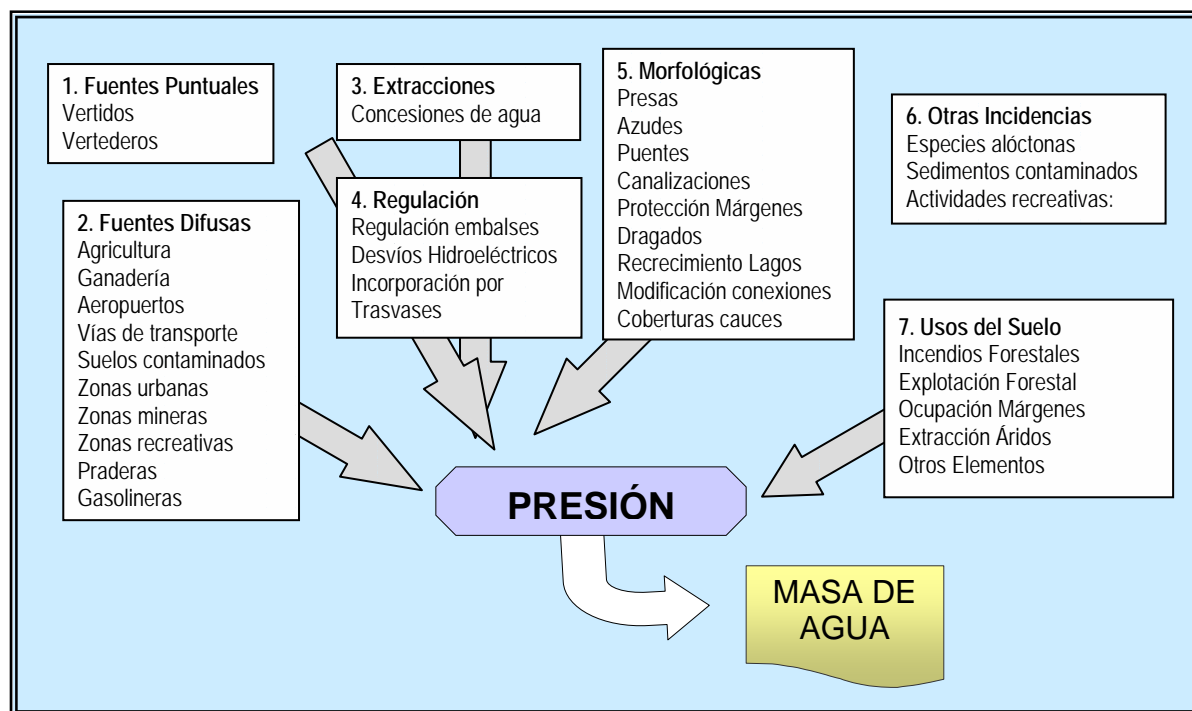 1. Fuentes Puntuales
Vertidos
Vertederos
2. Fuentes Difusas
Agricultura
Ganadería
Aeropuertos
Vías de transporte
Suelos contaminados
Zonas urbanas
Zonas mineras
Zonas recreativas
Praderas
Gasolineras
3. Extracciones
Concesiones de agua
4. Regulación
Regulación embalses
Desvíos Hidroeléctricos
Incorporación por
Trasvases
5. Morfológicas
Presas
Azudes
Puentes
Canalizaciones
Protección Márgenes
Dragados
Recrecimiento Lagos
Modificación conexiones
Coberturas cauces
6. Otras Incidencias
Especies alóctonas
Sedimentos contaminados
Actividades recreativas:
7. Usos del Suelo
Incendios Forestales
Explotación Forestal
Ocupación Márgenes
Extracción Áridos
Otros Elementos
PRESIÓN
MASA DE
AGUA